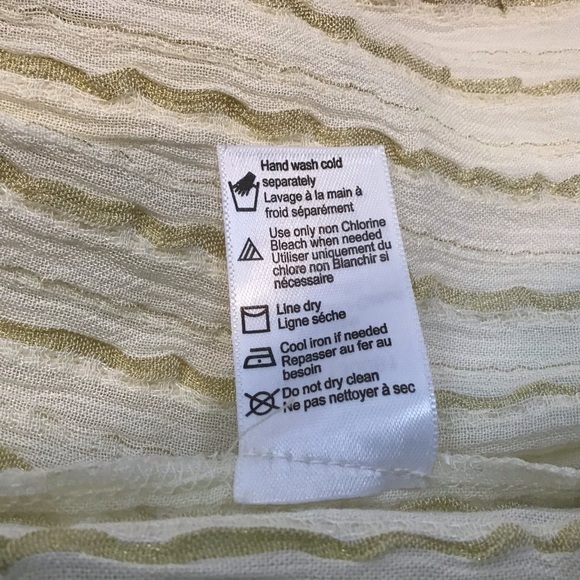 Hand wash cold
separately
Lavage à la main à
froid séparément
Use only non Chlorine
Bleach when needed
Utiliser uniquement du
chlore non Blanchir si
nécessaire
Line dry
Ligne séche
Cool iron if needed
Repasser au fer au
besoin
Do not dry clean
Ne pas nettoyer à sec